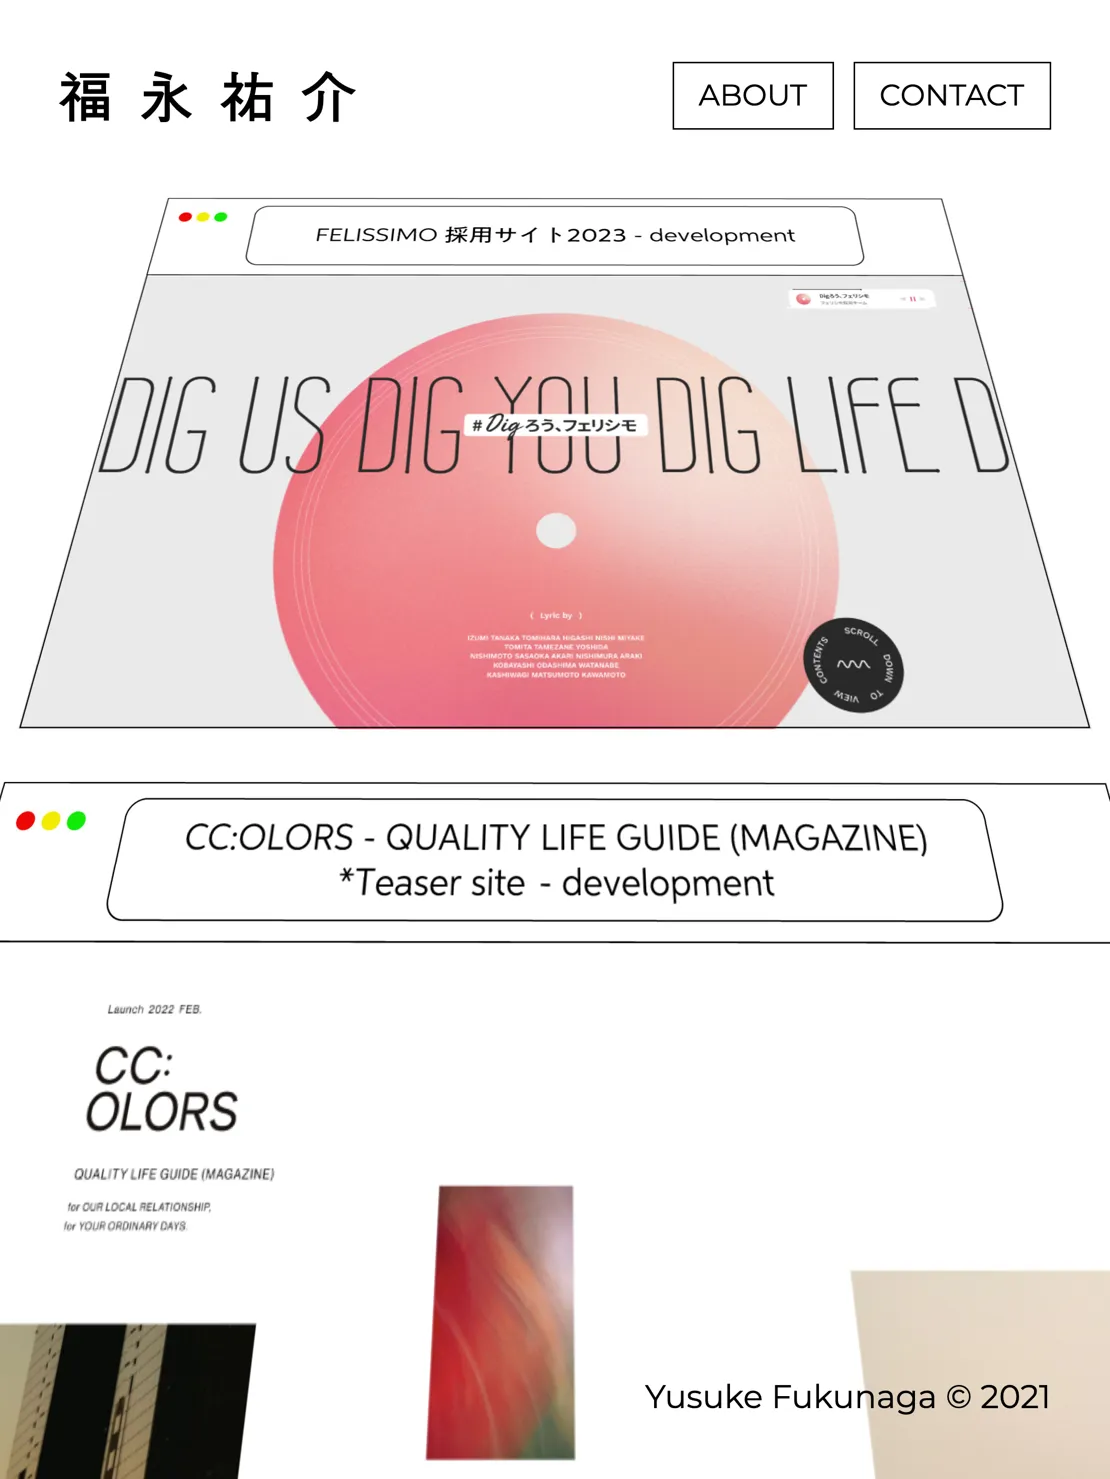 福永祐介
ABOUT
CONTACT
FELISSIMO 採用サイト2023 - development
Digろう、フェリシモ
DIG US DIG YOU DIG LIFE D
#Digろう、フェリシモ
( Lyric by )
IZUMI TANAKA TOMIHARA HIGASHI NISHI MIYAKE
TOMITA TAMEZANE YOSHIDA
NISHIMOTO SASAOKA AKARI NISHIMURA ARAKI
KOBAYASHI ODASHIMA WATANABE
KASHIWAGI MATSUMOTO KAWAMOTO
SCROLL DOWN TO VIEW CONTENTS
CC:OLORS - QUALITY LIFE GUIDE (MAGAZINE)
*Teaser site - development
Launch 2022 FEB.
CC:
OLORS
QUALITY LIFE GUIDE (MAGAZINE)
for OUR LOCAL RELATIONSHIP,
for YOUR ORDINARY DAYS.
Yusuke Fukunaga © 2021